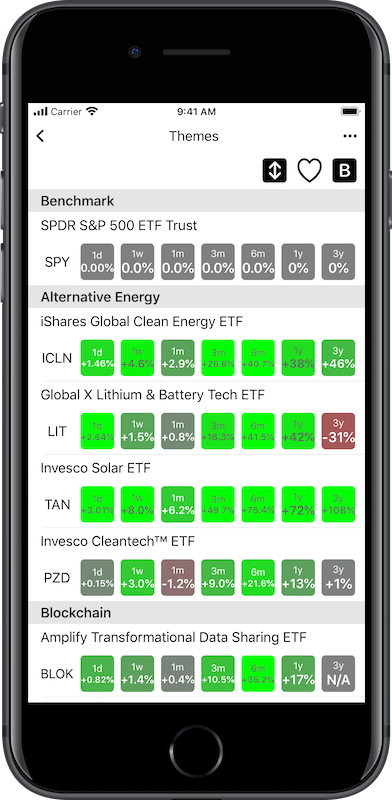 Carrier 9:41 AM
Themes
B
Benchmark
SPDR S&P 500 ETF Trust
SPY 1d 0.00% 1w 0.0% 1m 0.0% 3m 0.0% 6m 0.0% 1y 0% 3y 0%
Alternative Energy
iShares Global Clean Energy ETF
ICLN 1d +1.46% 1w +4.6% 1m +2.9% 3m +26.6% 6m +40.7% 1y +38% 3y +46%
Global X Lithium & Battery Tech ETF
LIT 1d +2.64% 1w +1.5% 1m +0.8% 3m +16.3% 6m +41.5% 1y +42% 3y -31%
Invesco Solar ETF
TAN 1d +3.01% 1w +8.0% 1m +6.2% 3m +49.7% 6m +75.4% 1y +72% 3y +108%
Invesco Cleantech™ ETF
PZD 1d +0.15% 1w +3.0% 1m -1.2% 3m +9.0% 6m +21.6% 1y +13% 3y +1%
Blockchain
Amplify Transformational Data Sharing ETF
BLOK 1d +0.82% 1w +1.4% 1m +0.4% 3m +10.5% 6m +35.2% 1y +17% 3y N/A